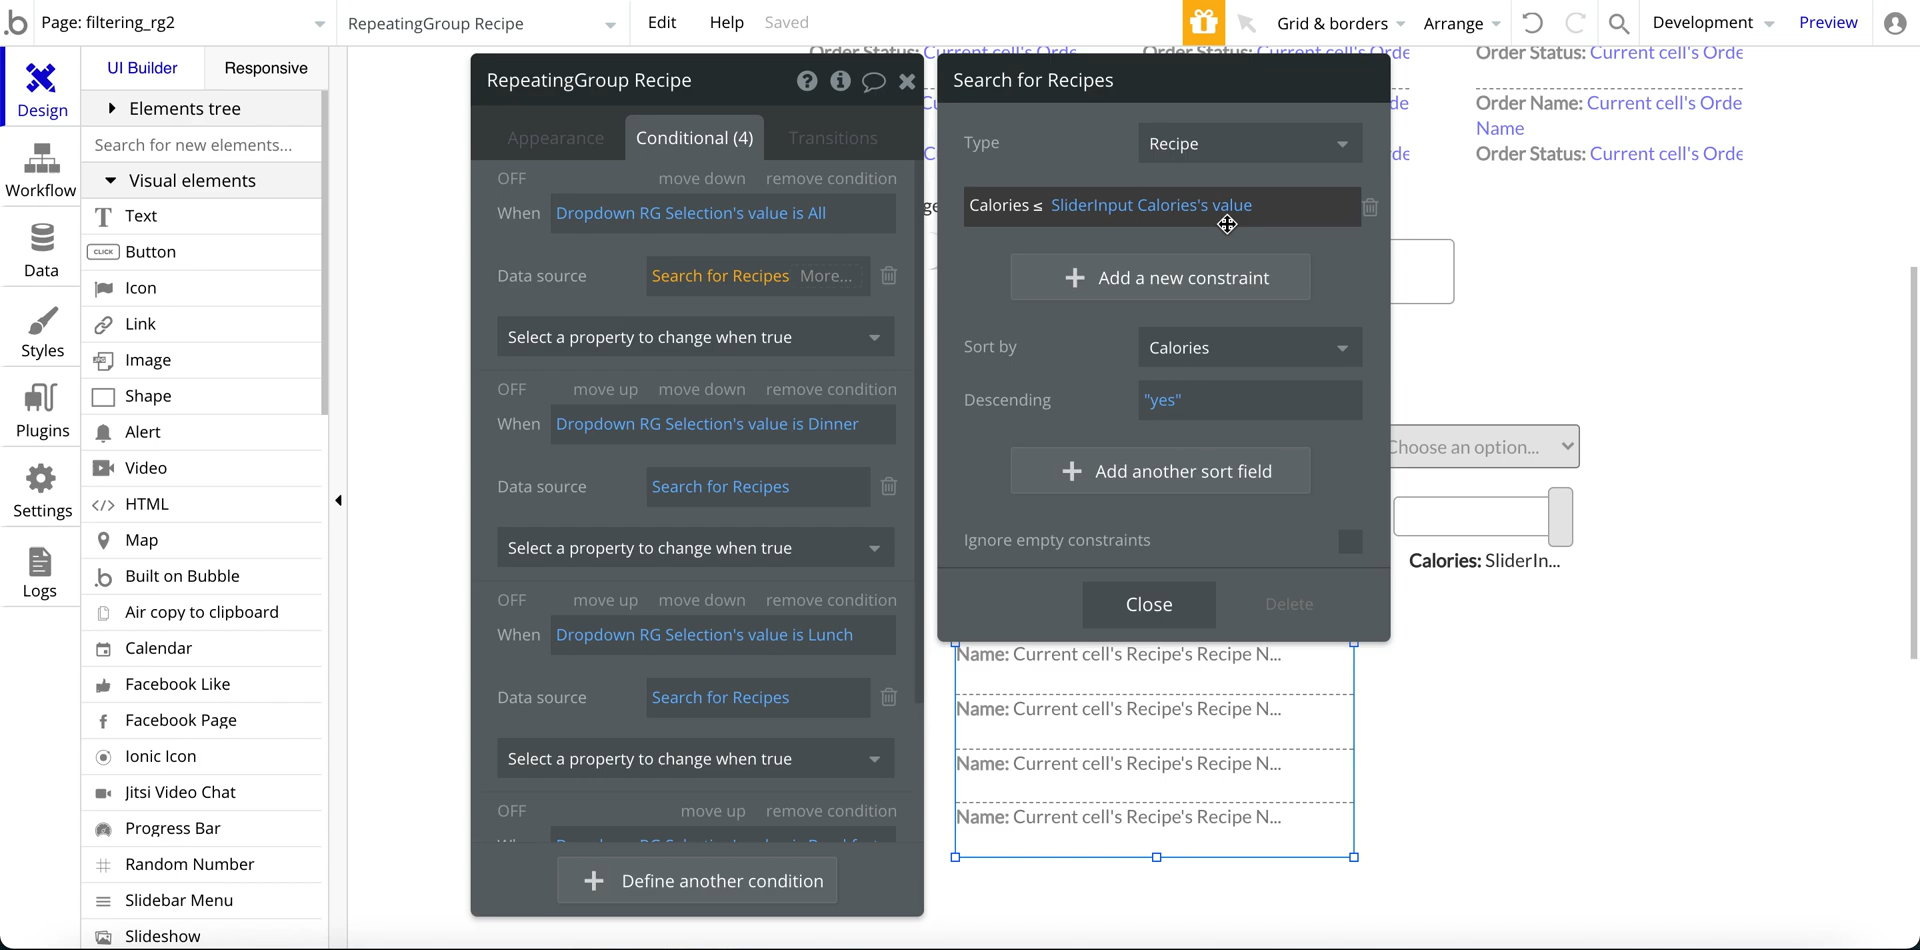 Page: filtering_rg2
RepeatingGroup Recipe
Edit
Help
Saved
Grid & borders
Arrange
Development
Preview
Design
Workflow
Data
Styles
Plugins
Settings
Logs
UI Builder
Responsive
Elements tree
Search for new elements...
Visual elements
Text
CLICK Button
Icon
Link
Image
Shape
Alert
Video
HTML
Map
Built on Bubble
Air copy to clipboard
Calendar
Facebook Like
Facebook Page
Ionic Icon
Jitsi Video Chat
Progress Bar
Random Number
Slidebar Menu
Slideshow
RepeatingGroup Recipe
Appearance
Conditional (4)
Transitions
OFF
move down
remove condition
When
Dropdown RG Selection's value is All
Data source
Search for Recipes
More...
Select a property to change when true
OFF
move up
move down
remove condition
When
Dropdown RG Selection's value is Dinner
Data source
Search for Recipes
Select a property to change when true
OFF
move up
move down
remove condition
When
Dropdown RG Selection's value is Lunch
Data source
Search for Recipes
Select a property to change when true
OFF
move up
remove condition
Define another condition
Search for Recipes
Type
Recipe
Calories ≤ SliderInput Calories's value
Add a new constraint
Sort by
Calories
Descending
"yes"
Add another sort field
Ignore empty constraints
Close
Delete
Order Status: Current cell's Orde
Order Status: Current cell's Orde
Order Status: Current cell's Orde
Order Name: Current cell's Orde
Name
Order Status: Current cell's Orde
Choose an option...
Calories: SliderIn...
Name: Current cell's Recipe's Recipe N...
Name: Current cell's Recipe's Recipe N...
Name: Current cell's Recipe's Recipe N...
Name: Current cell's Recipe's Recipe N...